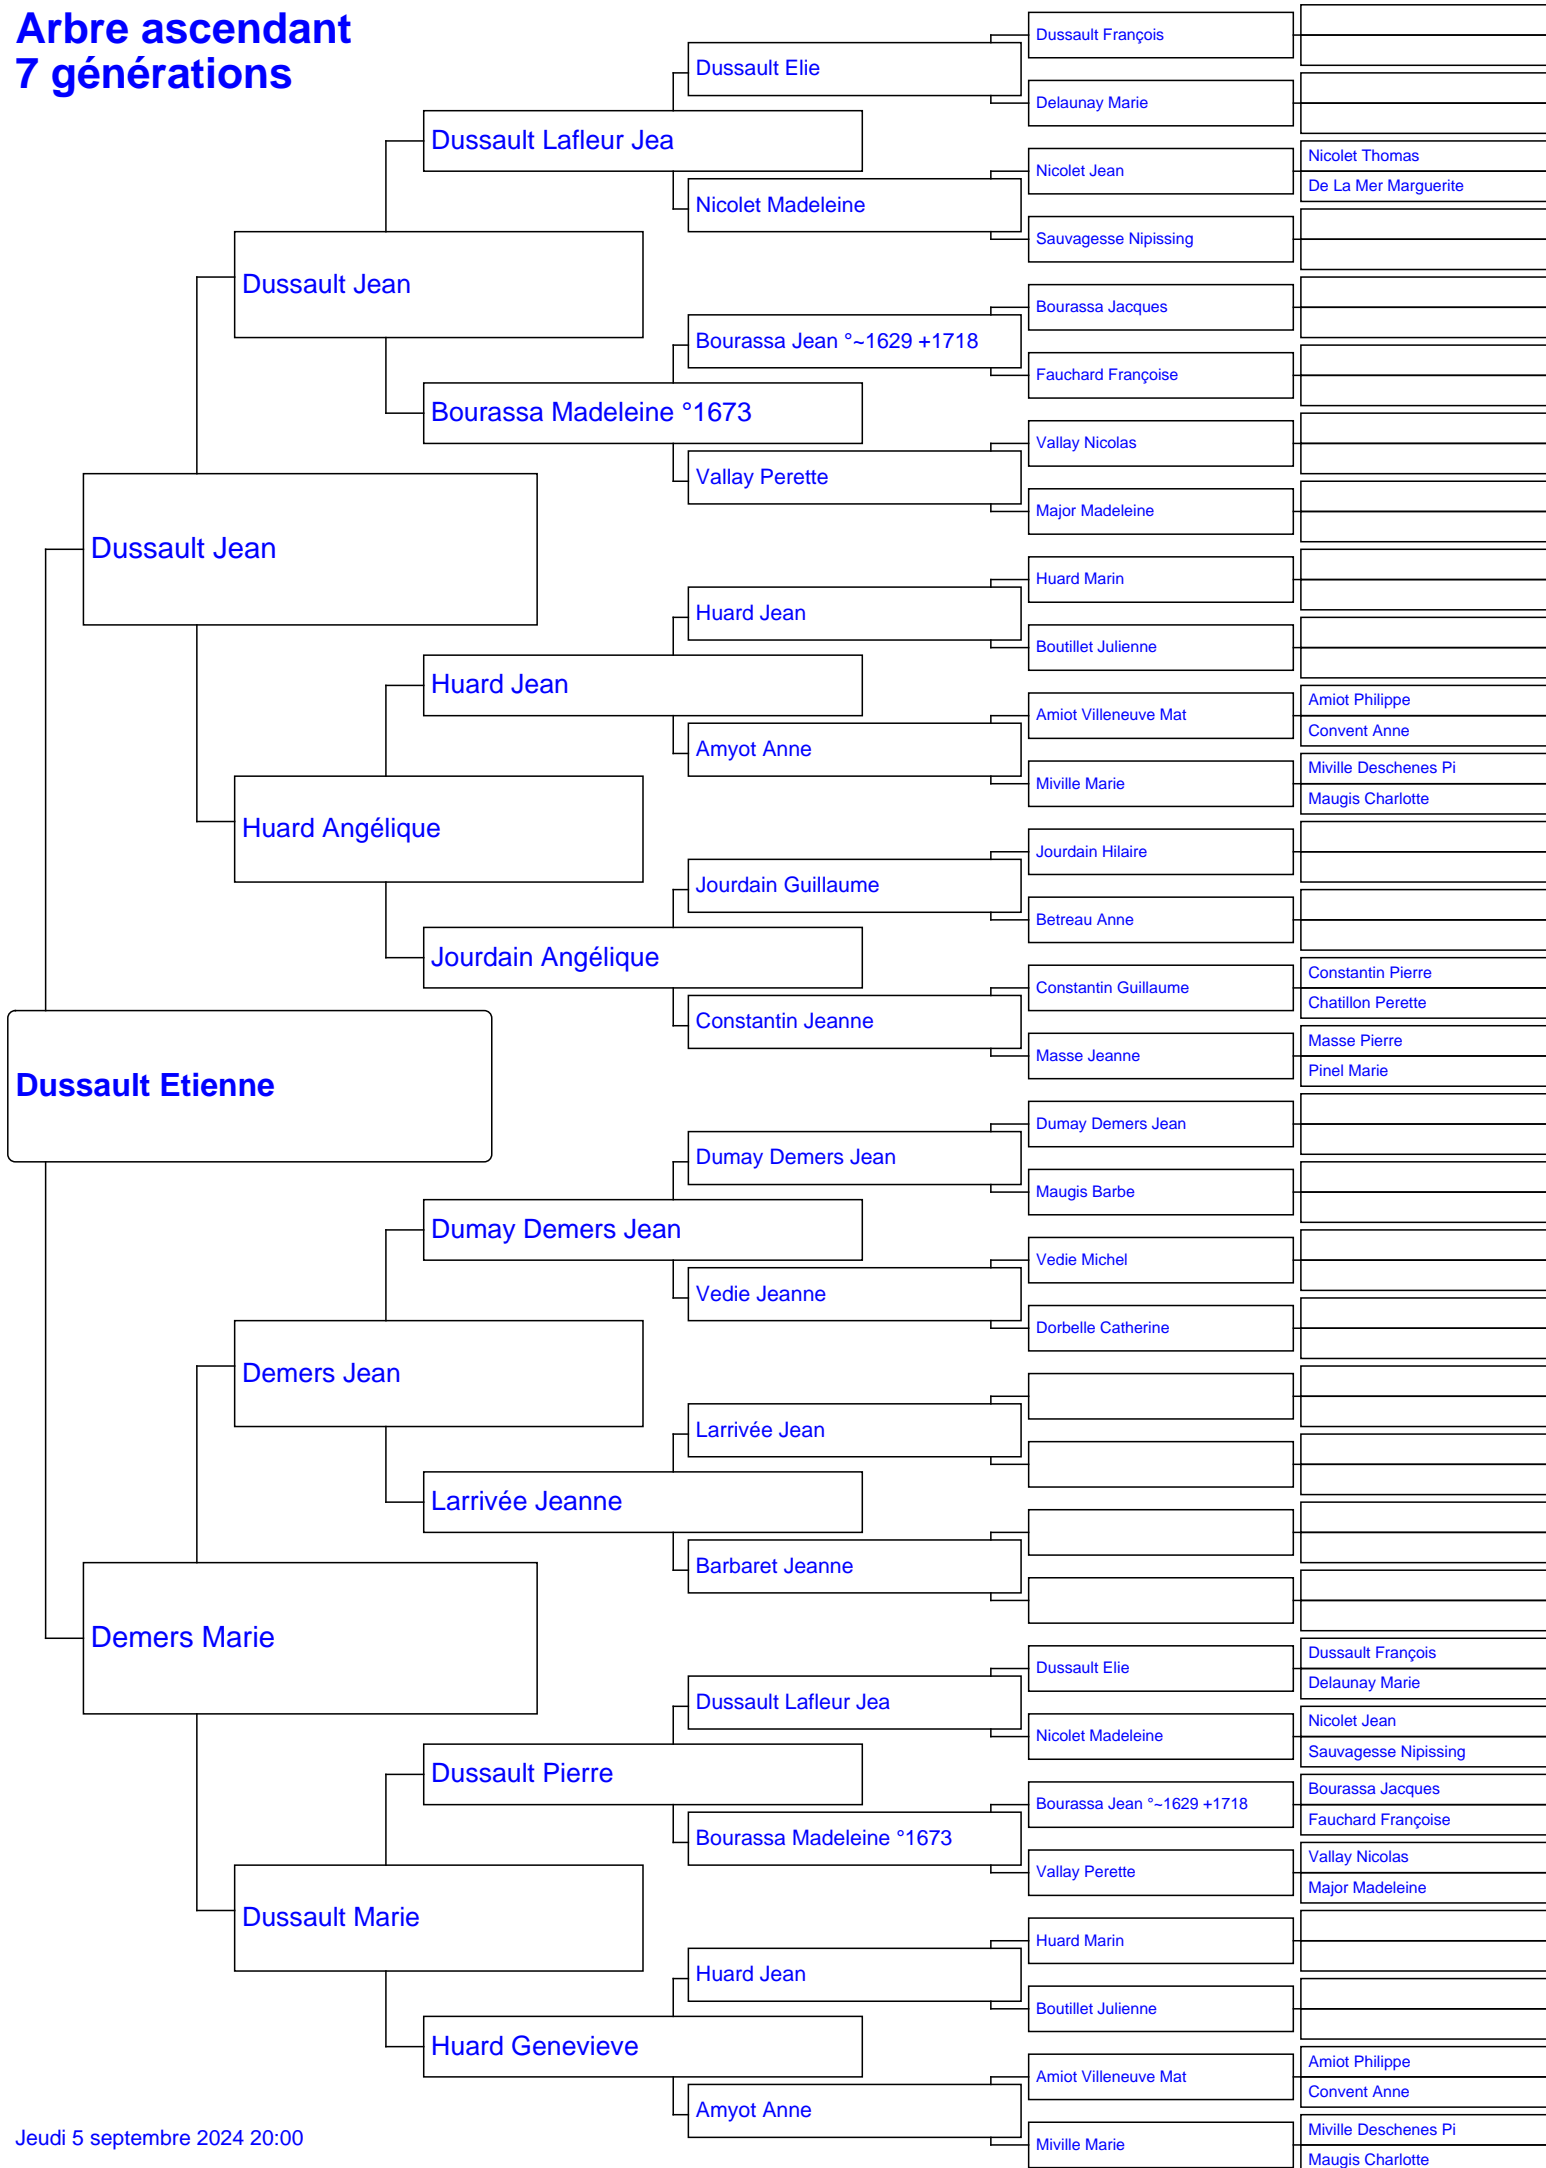 Arbre ascendant
7 générations
Dussault François
Dussault Elie
Delaunay Marie
Dussault Lafleur Jea
Nicolet Thomas
Nicolet Jean
De La Mer Marguerite
Nicolet Madeleine
Sauvagesse Nipissing
Dussault Jean
Bourassa Jacques
Bourassa Jean °~1629 +1718
Fauchard Françoise
Bourassa Madeleine °1673
Vallay Nicolas
Vallay Perette
Major Madeleine
Dussault Jean
Huard Marin
Huard Jean
Boutillet Julienne
Huard Jean
Amiot Philippe
Amiot Villeneuve Mat
Convent Anne
Amyot Anne
Miville Deschenes Pi
Miville Marie
Maugis Charlotte
Huard Angélique
Jourdain Hilaire
Jourdain Guillaume
Betreau Anne
Jourdain Angélique
Constantin Pierre
Constantin Guillaume
Chatillon Perette
Constantin Jeanne
Masse Pierre
Masse Jeanne
Pinel Marie
Dussault Etienne
Dumay Demers Jean
Dumay Demers Jean
Maugis Barbe
Dumay Demers Jean
Vedie Michel
Vedie Jeanne
Dorbelle Catherine
Demers Jean
Larrivée Jean
Larrivée Jeanne
Barbaret Jeanne
Demers Marie
Dussault François
Dussault Elie
Delaunay Marie
Dussault Lafleur Jea
Nicolet Jean
Nicolet Madeleine
Sauvagesse Nipissing
Dussault Pierre
Bourassa Jacques
Bourassa Jean °~1629 +1718
Fauchard Françoise
Bourassa Madeleine °1673
Vallay Nicolas
Vallay Perette
Major Madeleine
Dussault Marie
Huard Marin
Huard Jean
Boutillet Julienne
Huard Genevieve
Amiot Philippe
Amiot Villeneuve Mat
Convent Anne
Amyot Anne
Miville Deschenes Pi
Miville Marie
Maugis Charlotte
Jeudi 5 septembre 2024 20:00